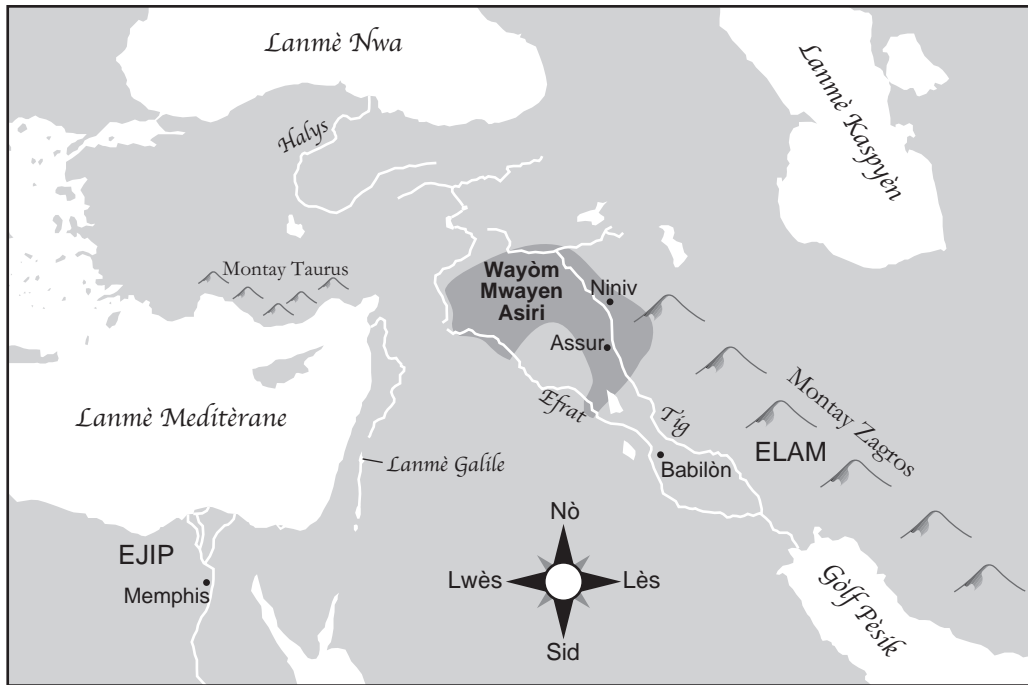 Lanmè Nwa
Lanmè Kaspyèn
Halys
Montay Taurus
Wayòm
Mwayen
Asiri
Niniv
Assur
Montay Zagros
Lanmè Meditèrane
Efrat
Tig
ELAM
Babilòn
Lanmè Galile
Nò
EJIP
Lwès
Lès
Memphis
Gòlf Pèsik
Sid